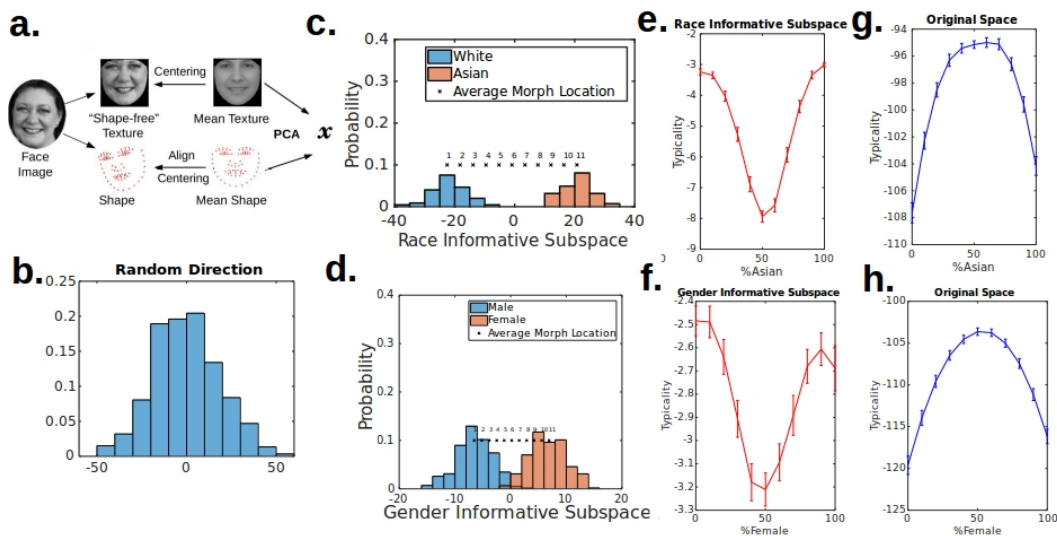 a.
Face
Image
"Shape-free"
Texture
Centering
Mean Texture
PCA
x
Shape
Align
Centering
Mean Shape
b.
Random Direction
0.25
0.2
0.15
0.1
0.05
0
-50
0
50
c.
White
Asian
Average Morph Location
Probability
0.4
0.3
0.2
0.1
0
1 2 3 4 5 6 7 8 9 10 11
-40 -20 0 20 40
Race Informative Subspace
d.
Male
Female
Average Morph Location
Probability
0.4
0.3
0.2
0.1
0
2 3 4 5 6 7 8 9 10 11
-20 -10 0 10 20
Gender Informative Subspace
e.
Race Informative Subspace
Typicality
-2
-3
-4
-5
-6
-7
-8
-9
0 50 100
%Asian
f.
Gender Informative Subspace
Typicality
-2.4
-2.5
-2.6
-2.7
-2.8
-2.9
-3
-3.1
-3.2
-3.3
0 50 100
%Female
g.
Original Space
Typicality
-94
-96
-98
-100
-102
-104
-106
-108
-110
0 50 100
%Asian
h.
Original Space
Typicality
-100
-105
-110
-115
-120
-125
0 50 100
%Female